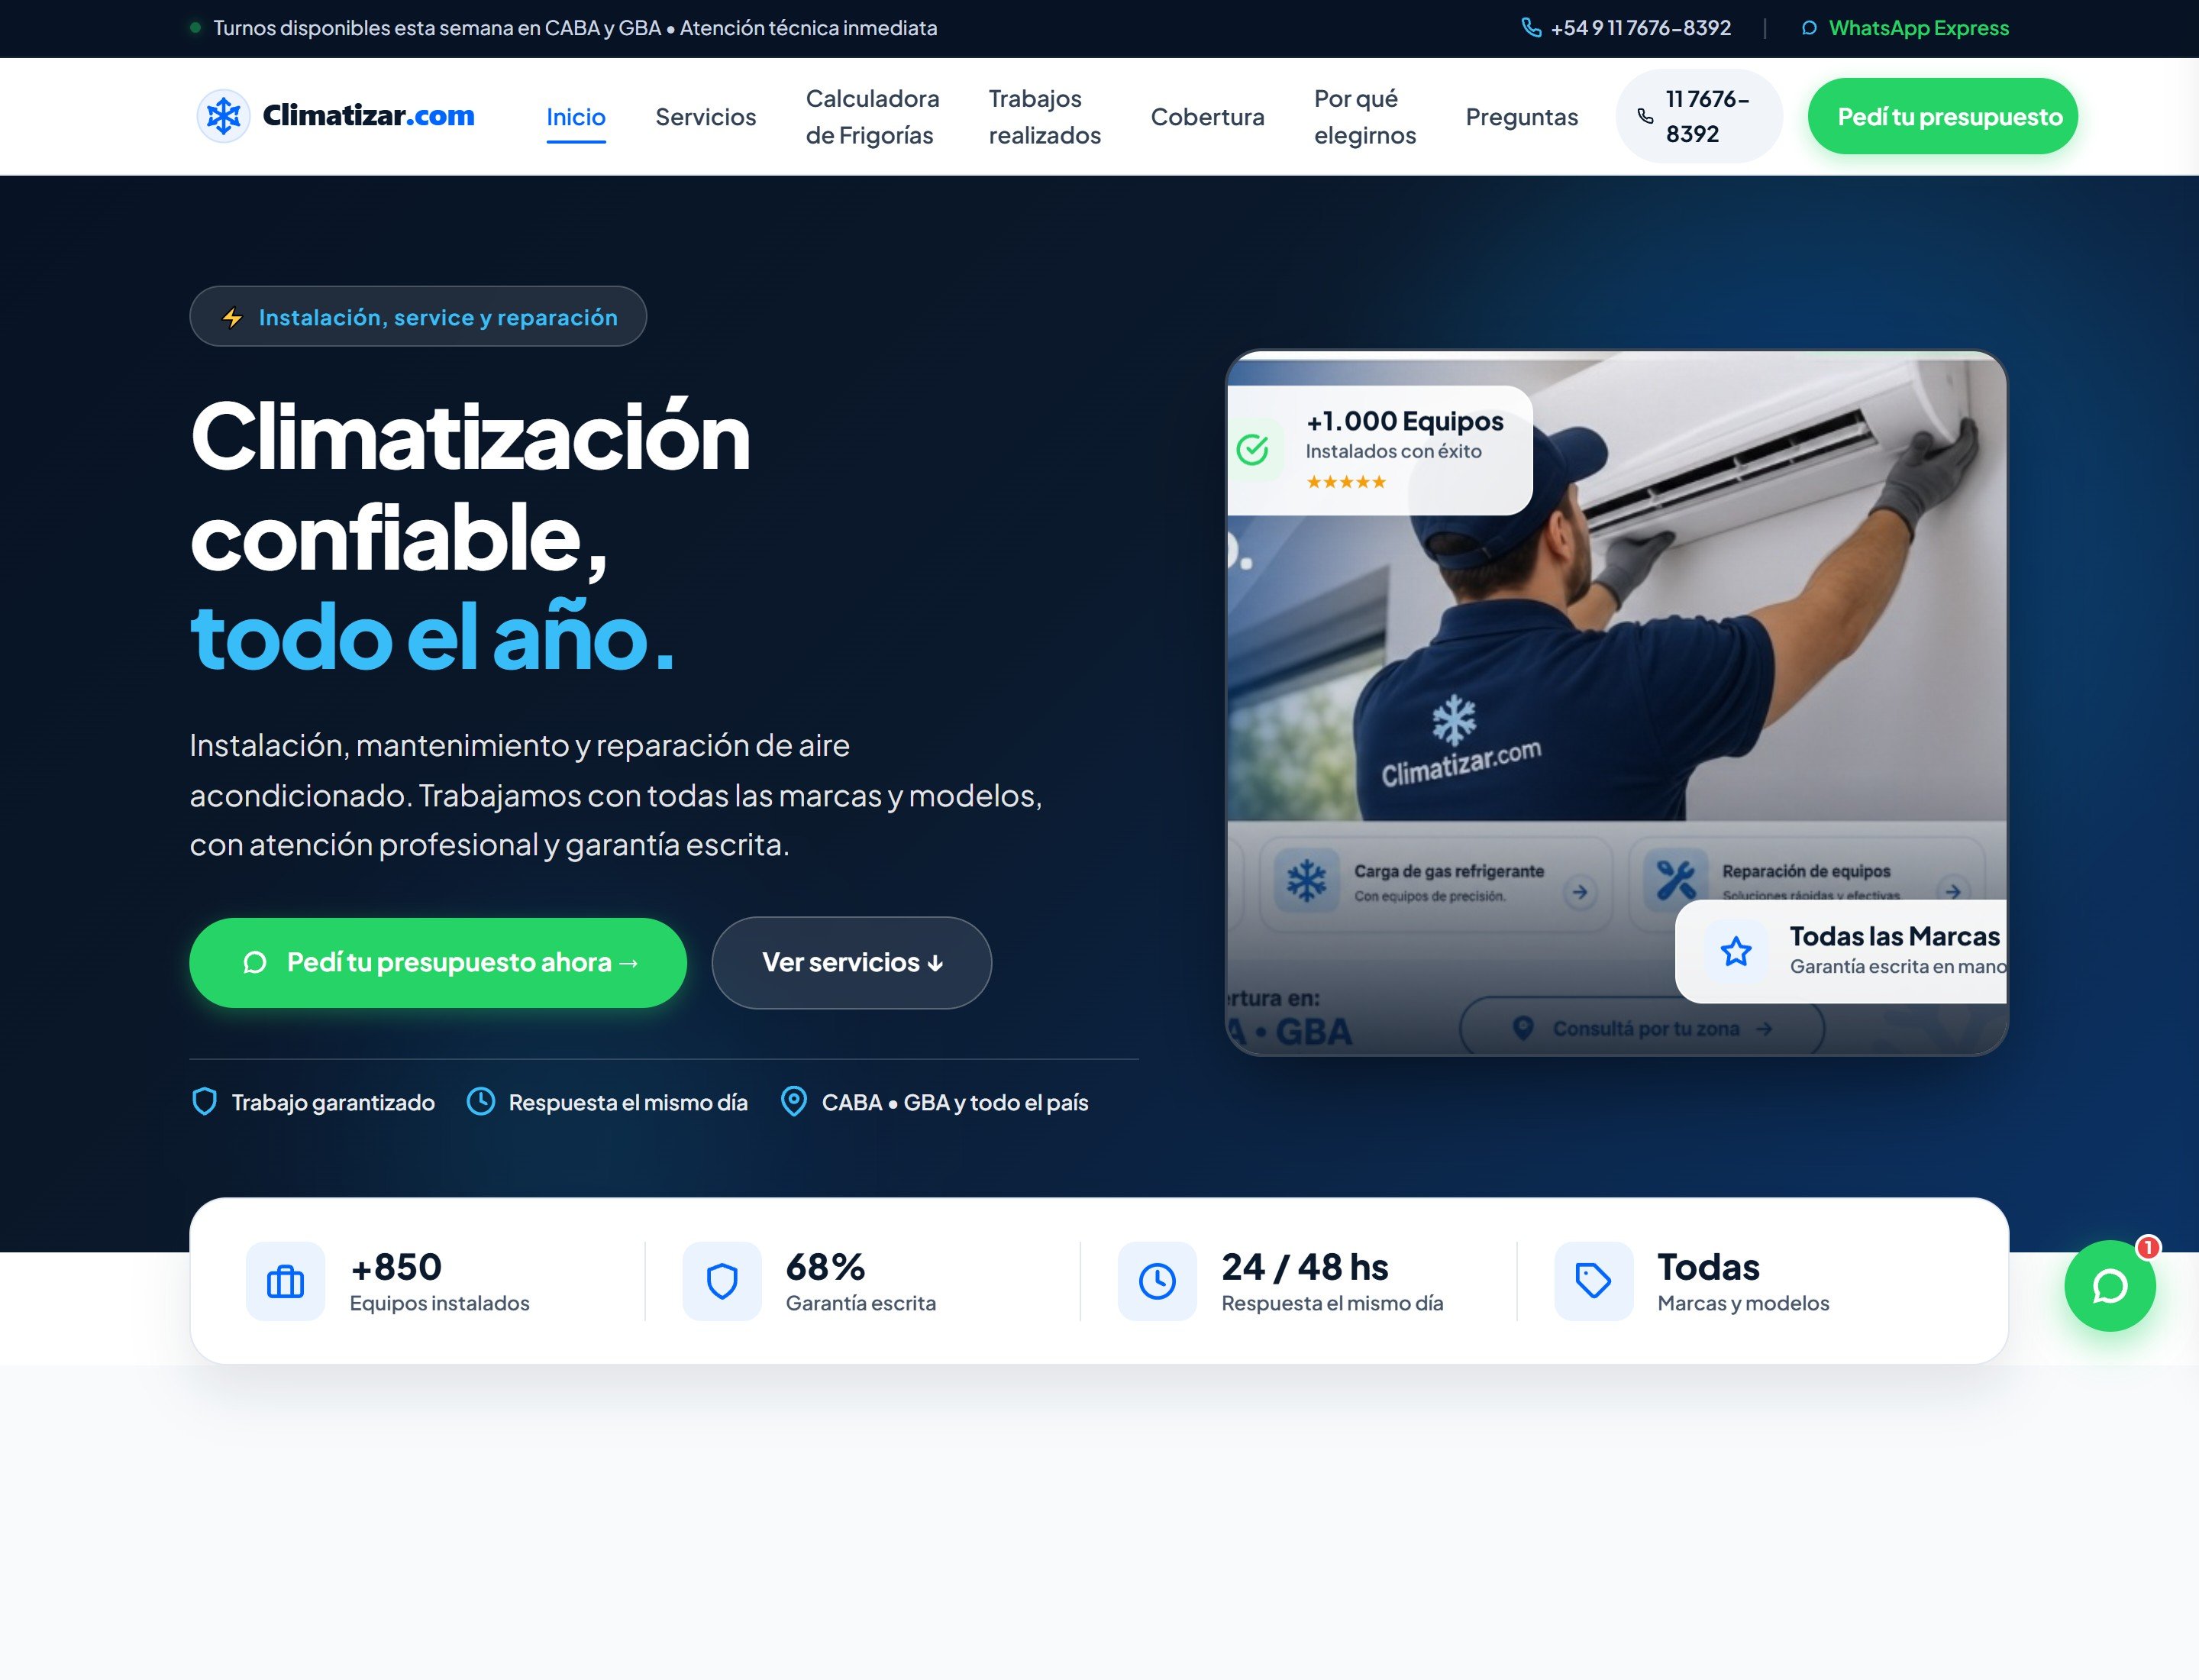 Turnos disponibles esta semana en CABA y GBA • Atención técnica inmediata
+54 9 11 7676-8392
WhatsApp Express
Climatizar.com
Inicio
Servicios
Calculadora
de Frigorías
Trabajos
realizados
Cobertura
Por qué
elegirnos
Preguntas
11 7676-
8392
Pedí tu presupuesto
Instalación, service y reparación
Climatización
confiable,
todo el año.
Instalación, mantenimiento y reparación de aire
acondicionado. Trabajamos con todas las marcas y modelos,
con atención profesional y garantía escrita.
Pedí tu presupuesto ahora →
Ver servicios ↓
Trabajo garantizado
Respuesta el mismo día
CABA • GBA y todo el país
+1.000 Equipos
Instalados con éxito
★★★★★
Climatizar.com
Carga de gas refrigerante
Con equipos de precisión.
Reparación de equipos
Soluciones rápidas y efectivas
Todas las Marcas
Garantía escrita en mano
en:
• GBA
Consultá por tu zona →
+850
Equipos instalados
68%
Garantía escrita
24 / 48 hs
Respuesta el mismo día
Todas
Marcas y modelos
1